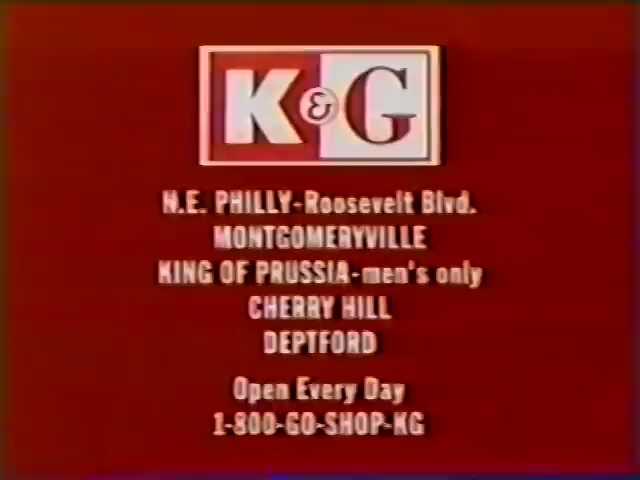 K&G
N.E. PHILLY-Roosevelt Blvd.
MONTGOMERYVILLE
KING OF PRUSSIA-men's only
CHERRY HILL
DEPTFORD
Open Every Day
1-800-GO-SHOP-KG